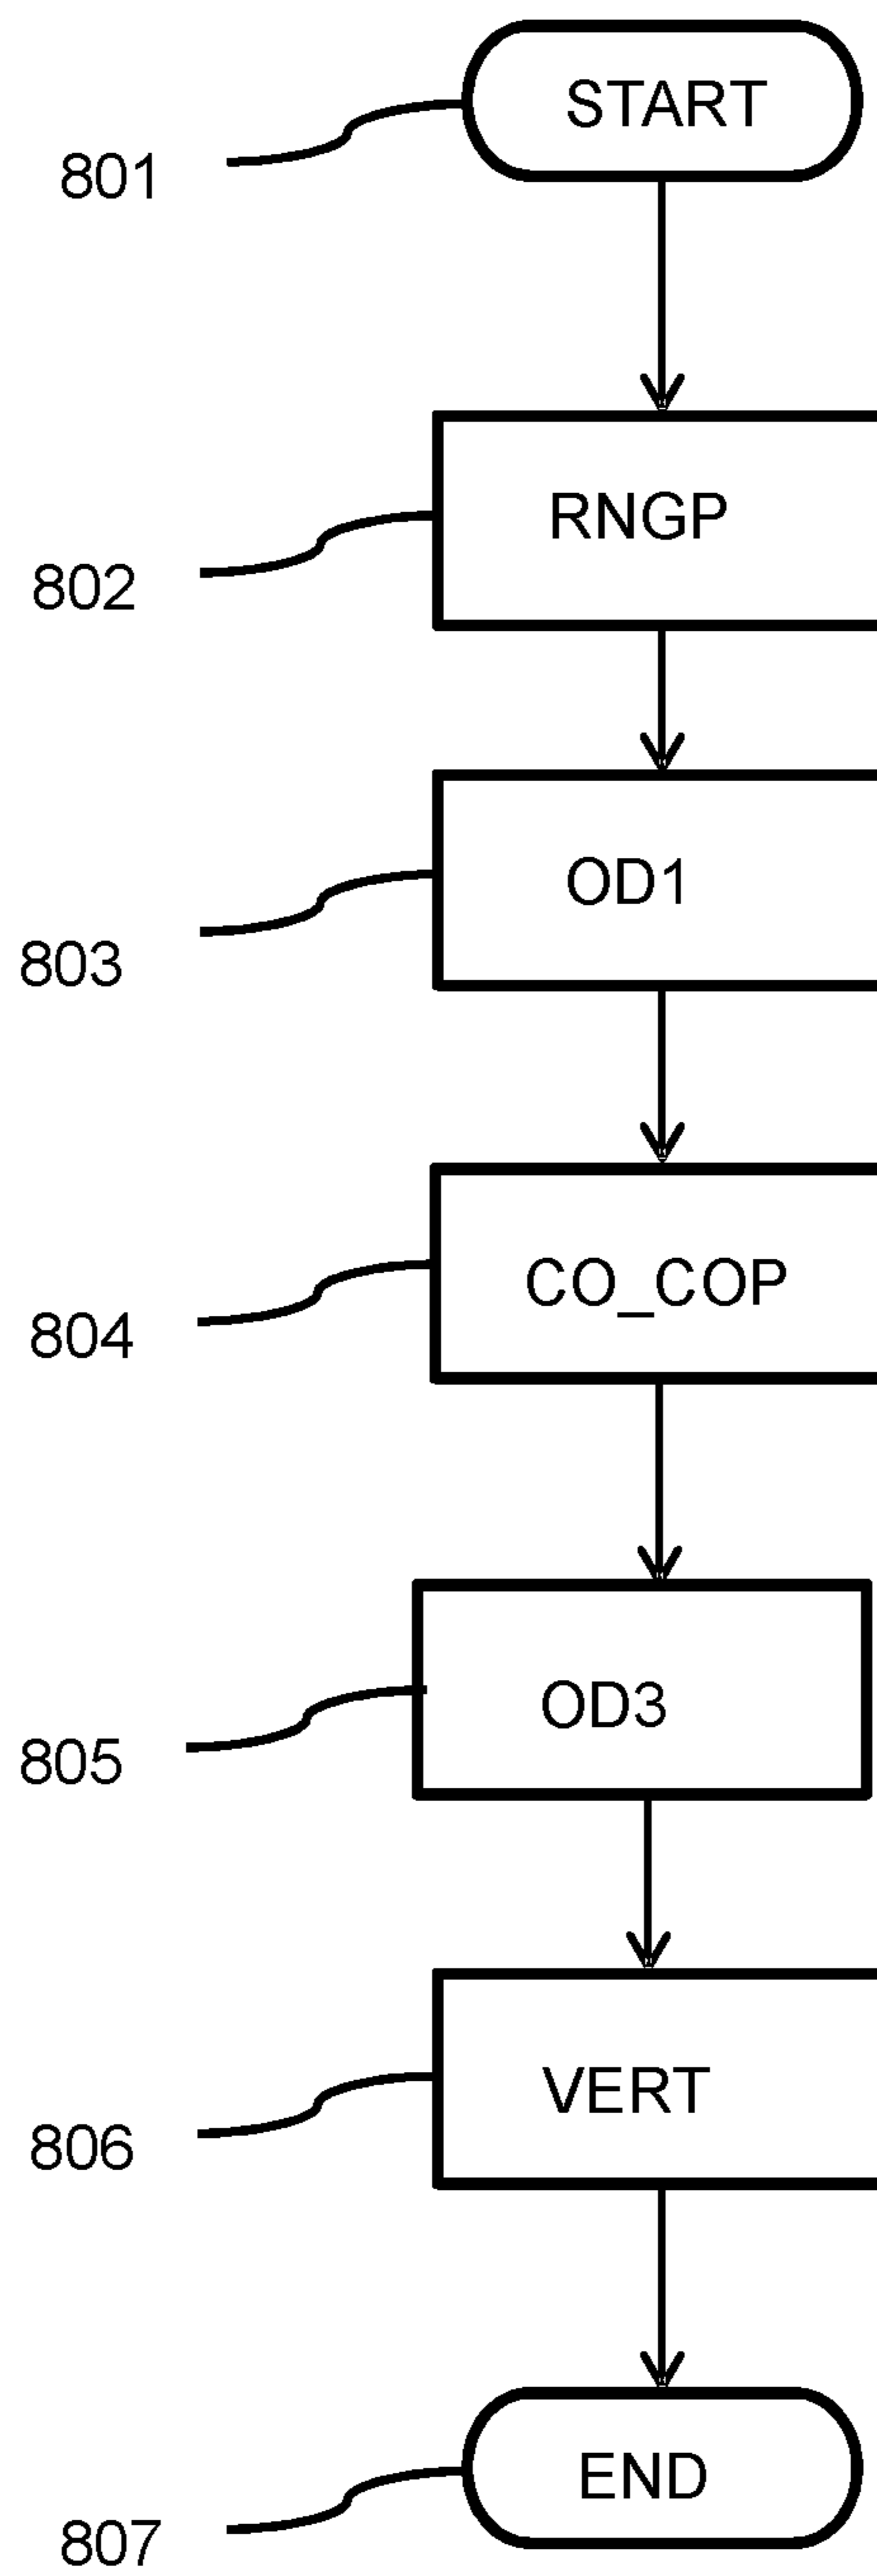 START
801
RNGP
802
OD1
803
CO_COP
804
OD3
805
VERT
806
END
807